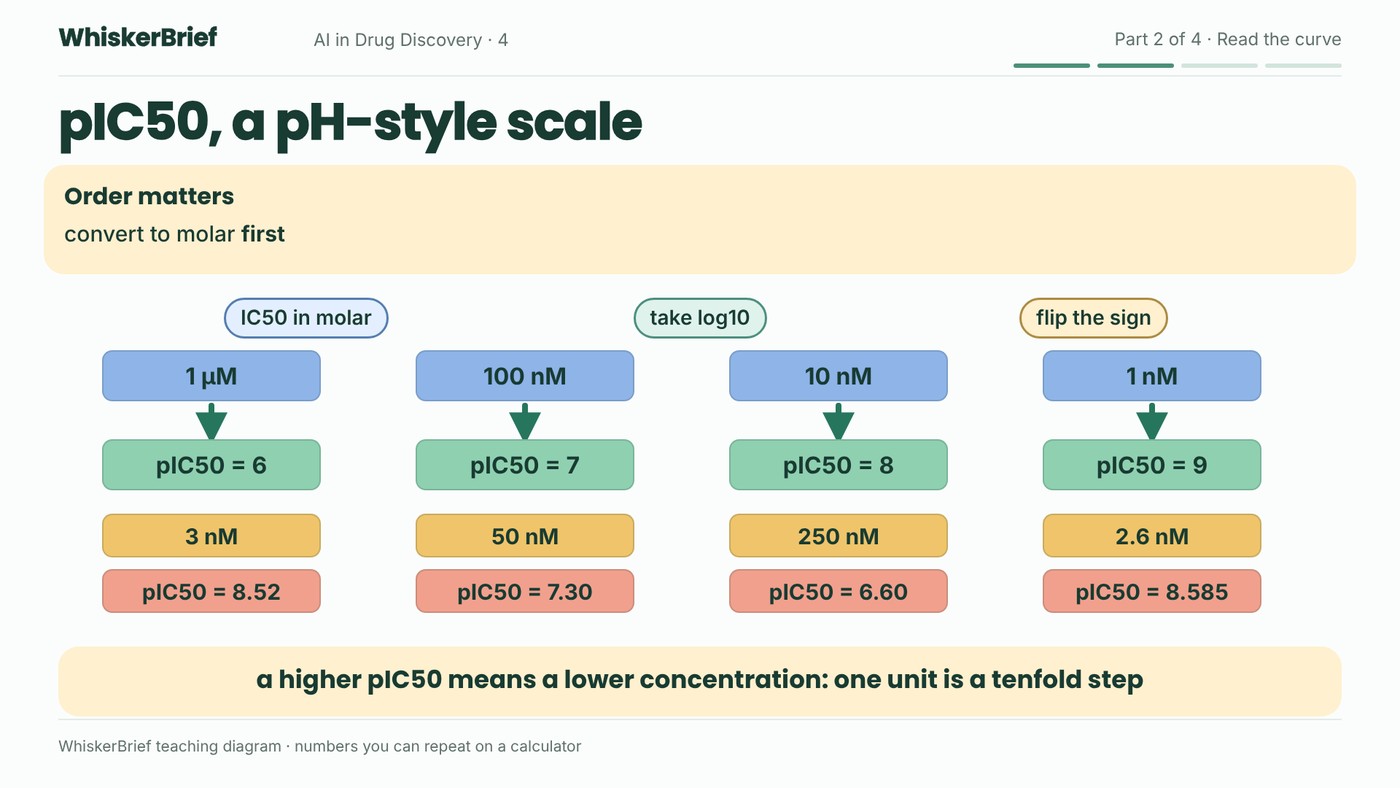 WhiskerBrief
AI in Drug Discovery · 4
Part 2 of 4 · Read the curve
pIC50, a pH-style scale
Order matters
convert to molar first
IC50 in molar
take log10
flip the sign
1 µM
100 nM
10 nM
1 nM
pIC50 = 6
pIC50 = 7
pIC50 = 8
pIC50 = 9
3 nM
50 nM
250 nM
2.6 nM
pIC50 = 8.52
pIC50 = 7.30
pIC50 = 6.60
pIC50 = 8.585
a higher pIC50 means a lower concentration: one unit is a tenfold step
WhiskerBrief teaching diagram · numbers you can repeat on a calculator